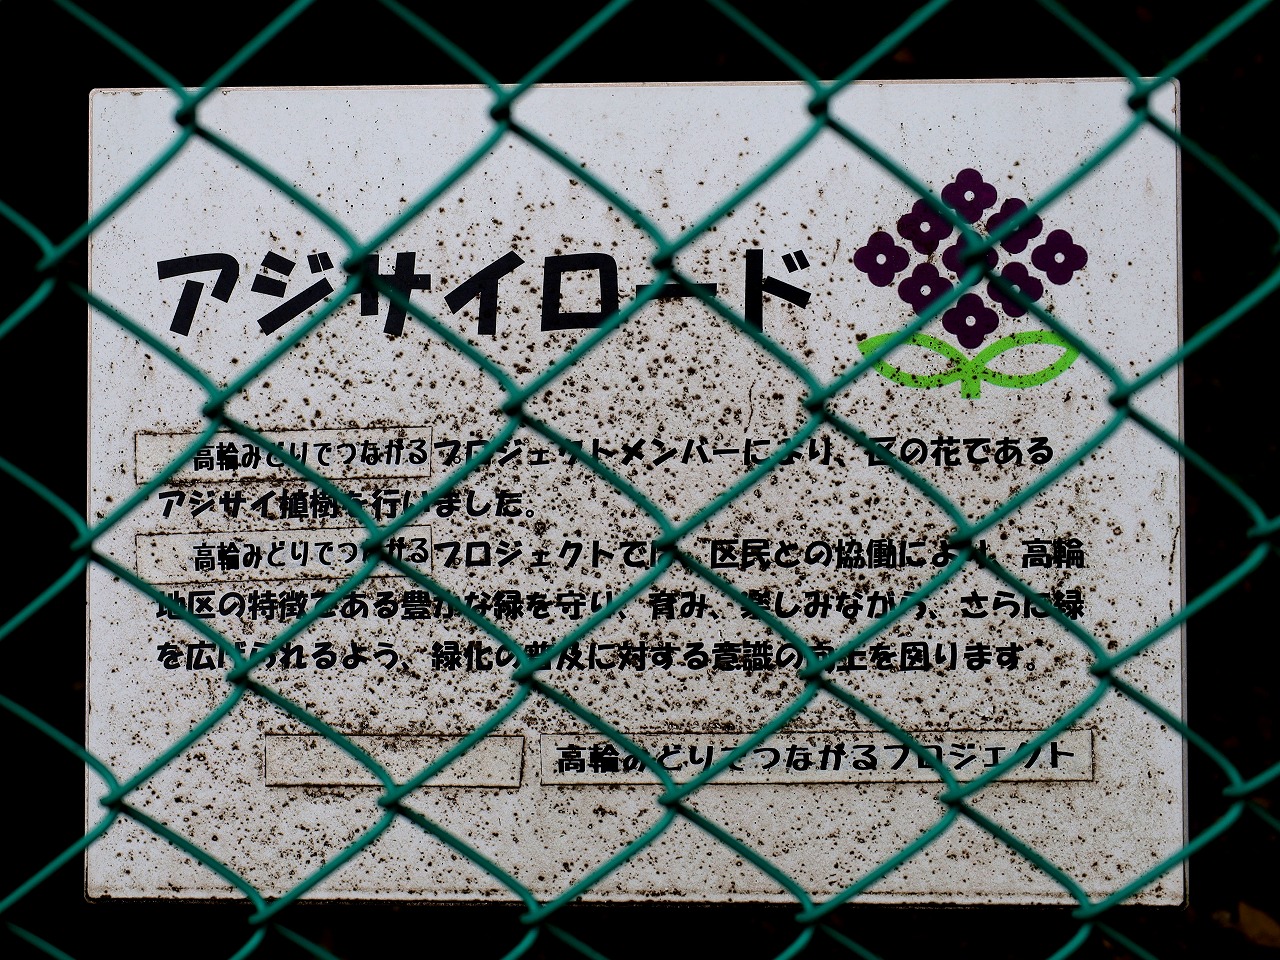 アジサイロード
高輪みどりでつながるプロジェクトメンバーにより、区の花である
アジサイ植樹を行いました。
高輪みどりでつながるプロジェクトでは、区民との協働により、高輪
地区の特徴である豊かな緑を守り、育み、楽しみながら、さらに緑
を広げられるよう、緑化の普及に対する意識の向上を図ります。
高輪みどりでつながるプロジェクト